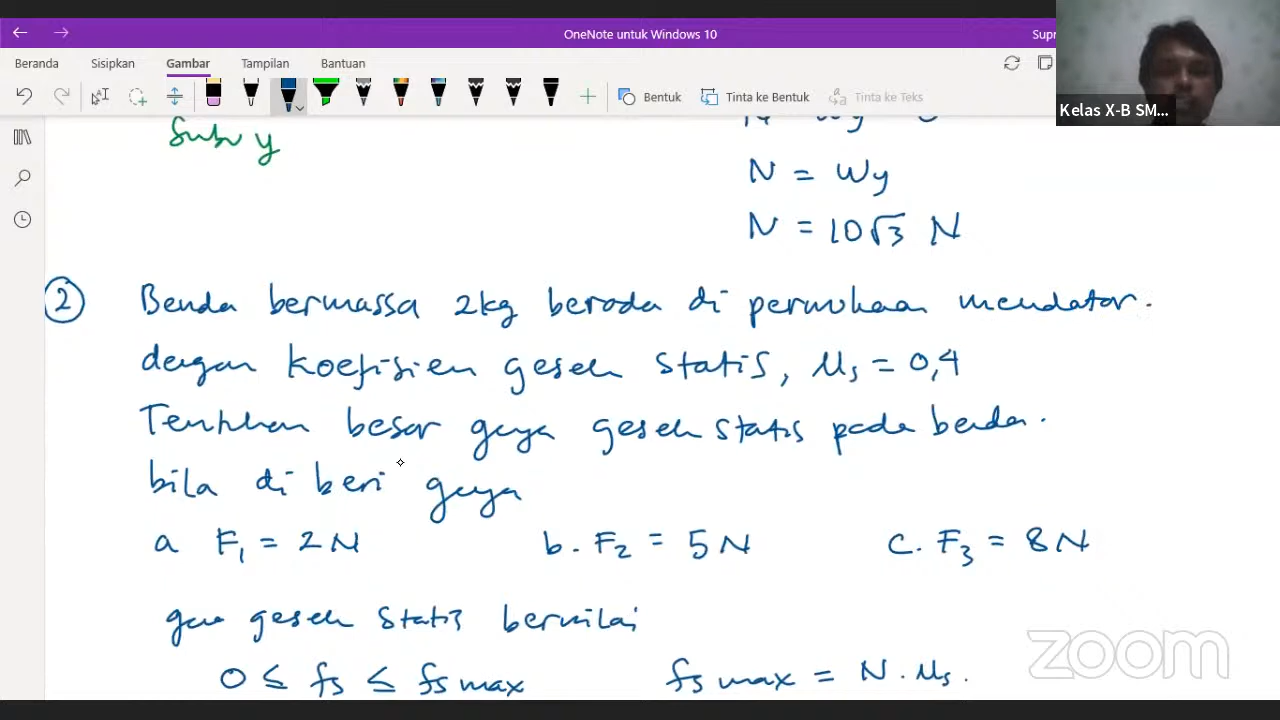 OneNote untuk Windows 10
Supr
Beranda Sisipkan Gambar Tampilan Bantuan
Bentuk Tinta ke Bentuk Tinta ke Teks
Kelas X-B SM...
Subu y
N = Wy
N = 10√3 N
② Benda bermassa 2kg berada di permukaan mendatar.
dengan koefisien gesek statis, μs = 0,4
Tentukan besar gaya gesek statis pada benda.
bila di beri gaya
a F₁ = 2N b. F₂ = 5N c. F₃ = 8N
gaya gesek statis bernilai
0 ≤ fs ≤ fs max fs max = N . μs .
zoom